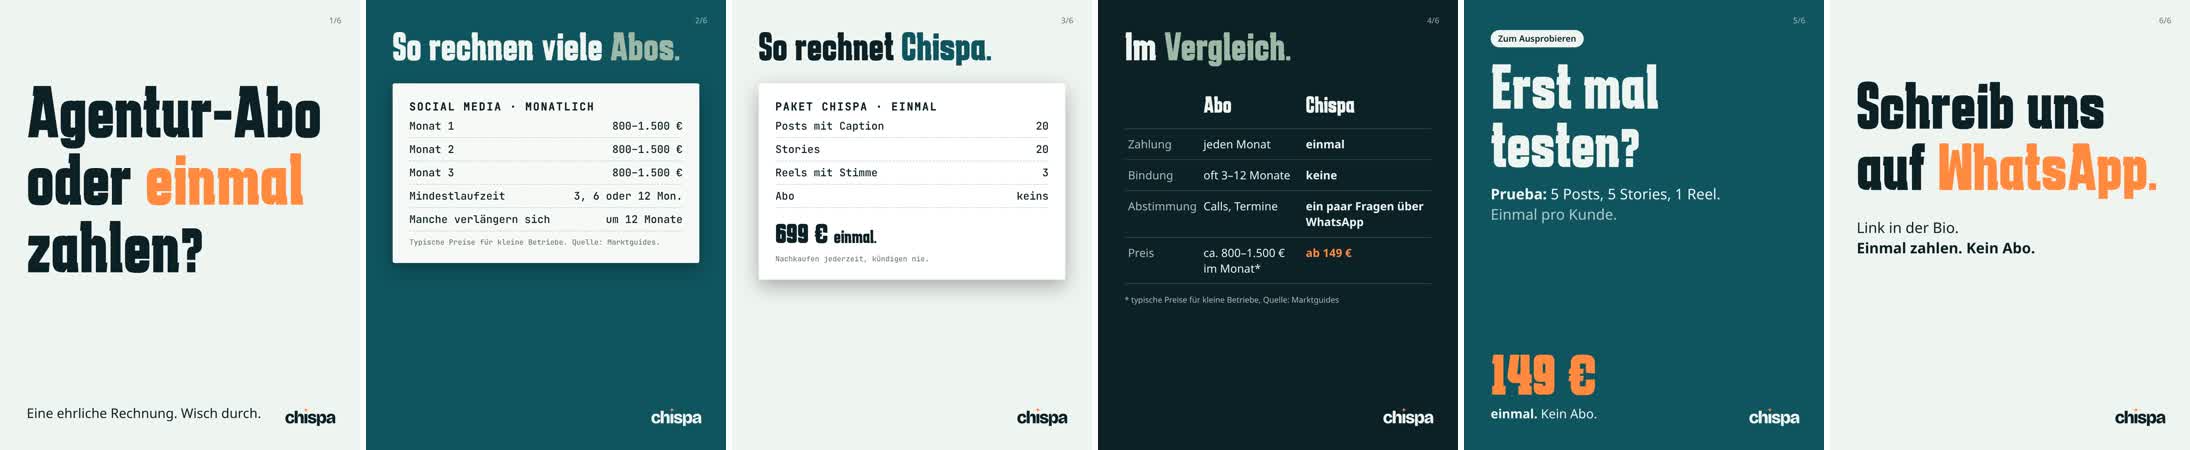 1/6
Agentur-Abo
oder einmal
zahlen?
Eine ehrliche Rechnung. Wisch durch.
chispa
2/6
So rechnen viele Abos.
SOCIAL MEDIA · MONATLICH
Monat 1 800–1.500 €
Monat 2 800–1.500 €
Monat 3 800–1.500 €
Mindestlaufzeit 3, 6 oder 12 Mon.
Manche verlängern sich um 12 Monate
Typische Preise für kleine Betriebe. Quelle: Marktguides.
chispa
3/6
So rechnet Chispa.
PAKET CHISPA · EINMAL
Posts mit Caption 20
Stories 20
Reels mit Stimme 3
Abo keins
699 € einmal.
Nachkaufen jederzeit, kündigen nie.
chispa
4/6
Im Vergleich.
Abo Chispa
Zahlung jeden Monat einmal
Bindung oft 3–12 Monate keine
Abstimmung Calls, Termine ein paar Fragen über
WhatsApp
Preis ca. 800–1.500 € ab 149 €
im Monat*
* typische Preise für kleine Betriebe, Quelle: Marktguides
chispa
5/6
Zum Ausprobieren
Erst mal
testen?
Prueba: 5 Posts, 5 Stories, 1 Reel.
Einmal pro Kunde.
149 €
einmal. Kein Abo.
chispa
6/6
Schreib uns
auf WhatsApp.
Link in der Bio.
Einmal zahlen. Kein Abo.
chispa